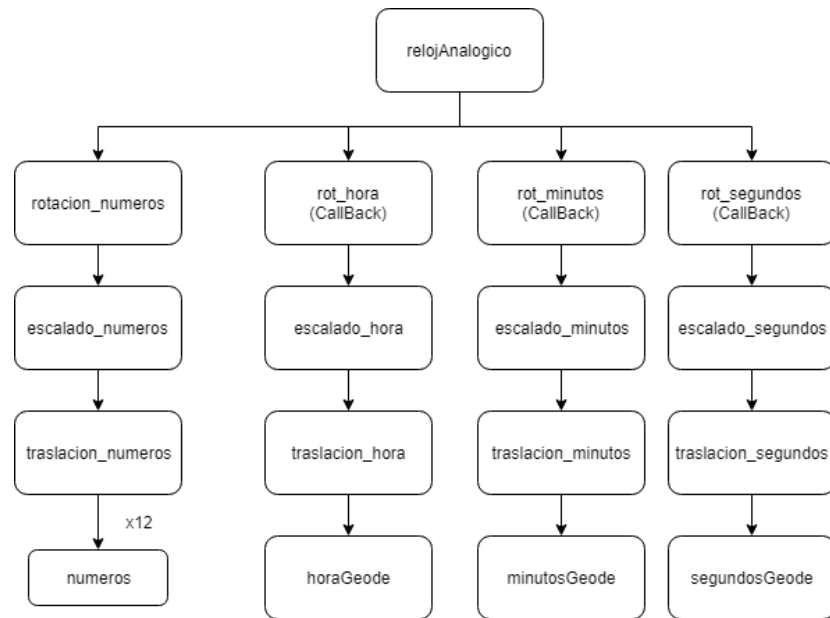 relojAnalogico
rotacion_numeros
rot_hora
(CallBack)
rot_minutos
(CallBack)
rot_segundos
(CallBack)
escalado_numeros
escalado_hora
escalado_minutos
escalado_segundos
traslacion_numeros
traslacion_hora
traslacion_minutos
traslacion_segundos
x12
numeros
horaGeode
minutosGeode
segundosGeode